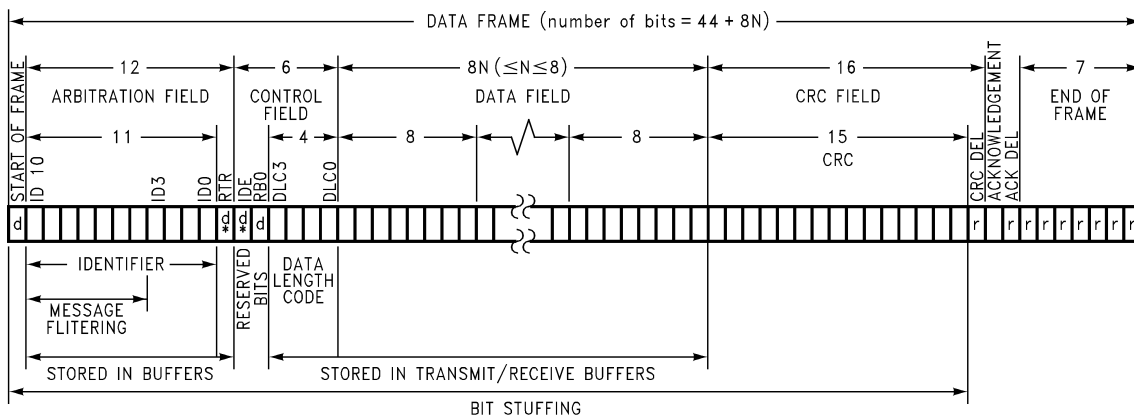 DATA FRAME (number of bits = 44 + 8N)
12
6
8N (≤N≤8)
16
7
ARBITRATION FIELD
CONTROL
FIELD
DATA FIELD
CRC FIELD
END OF
FRAME
11
4
8
8
15
CRC
START OF FRAME
ID 10
ID3
ID0
RTR
IDE
RB0
DLC3
DLC0
CRC DEL
ACKNOWLEDGEMENT
ACK DEL
d d* d* d r r r r r r r r r
IDENTIFIER
RESERVED
BITS
DATA
LENGTH
CODE
MESSAGE
FLITERING
STORED IN BUFFERS
STORED IN TRANSMIT/RECEIVE BUFFERS
BIT STUFFING